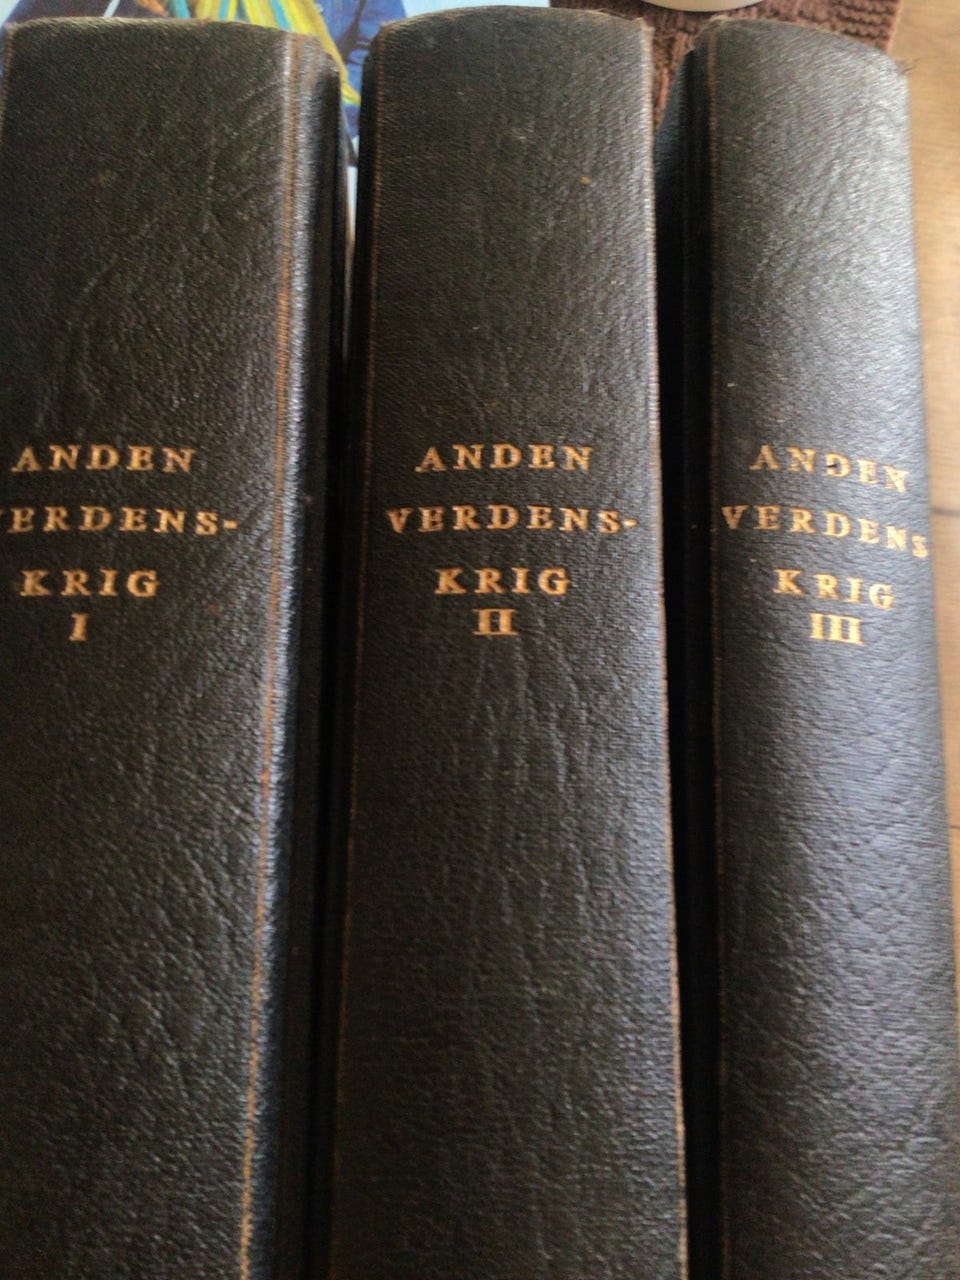 ANDEN
VERDENS-
KRIG
I
ANDEN
VERDENS-
KRIG
II
ANDEN
VERDENS
KRIG
III